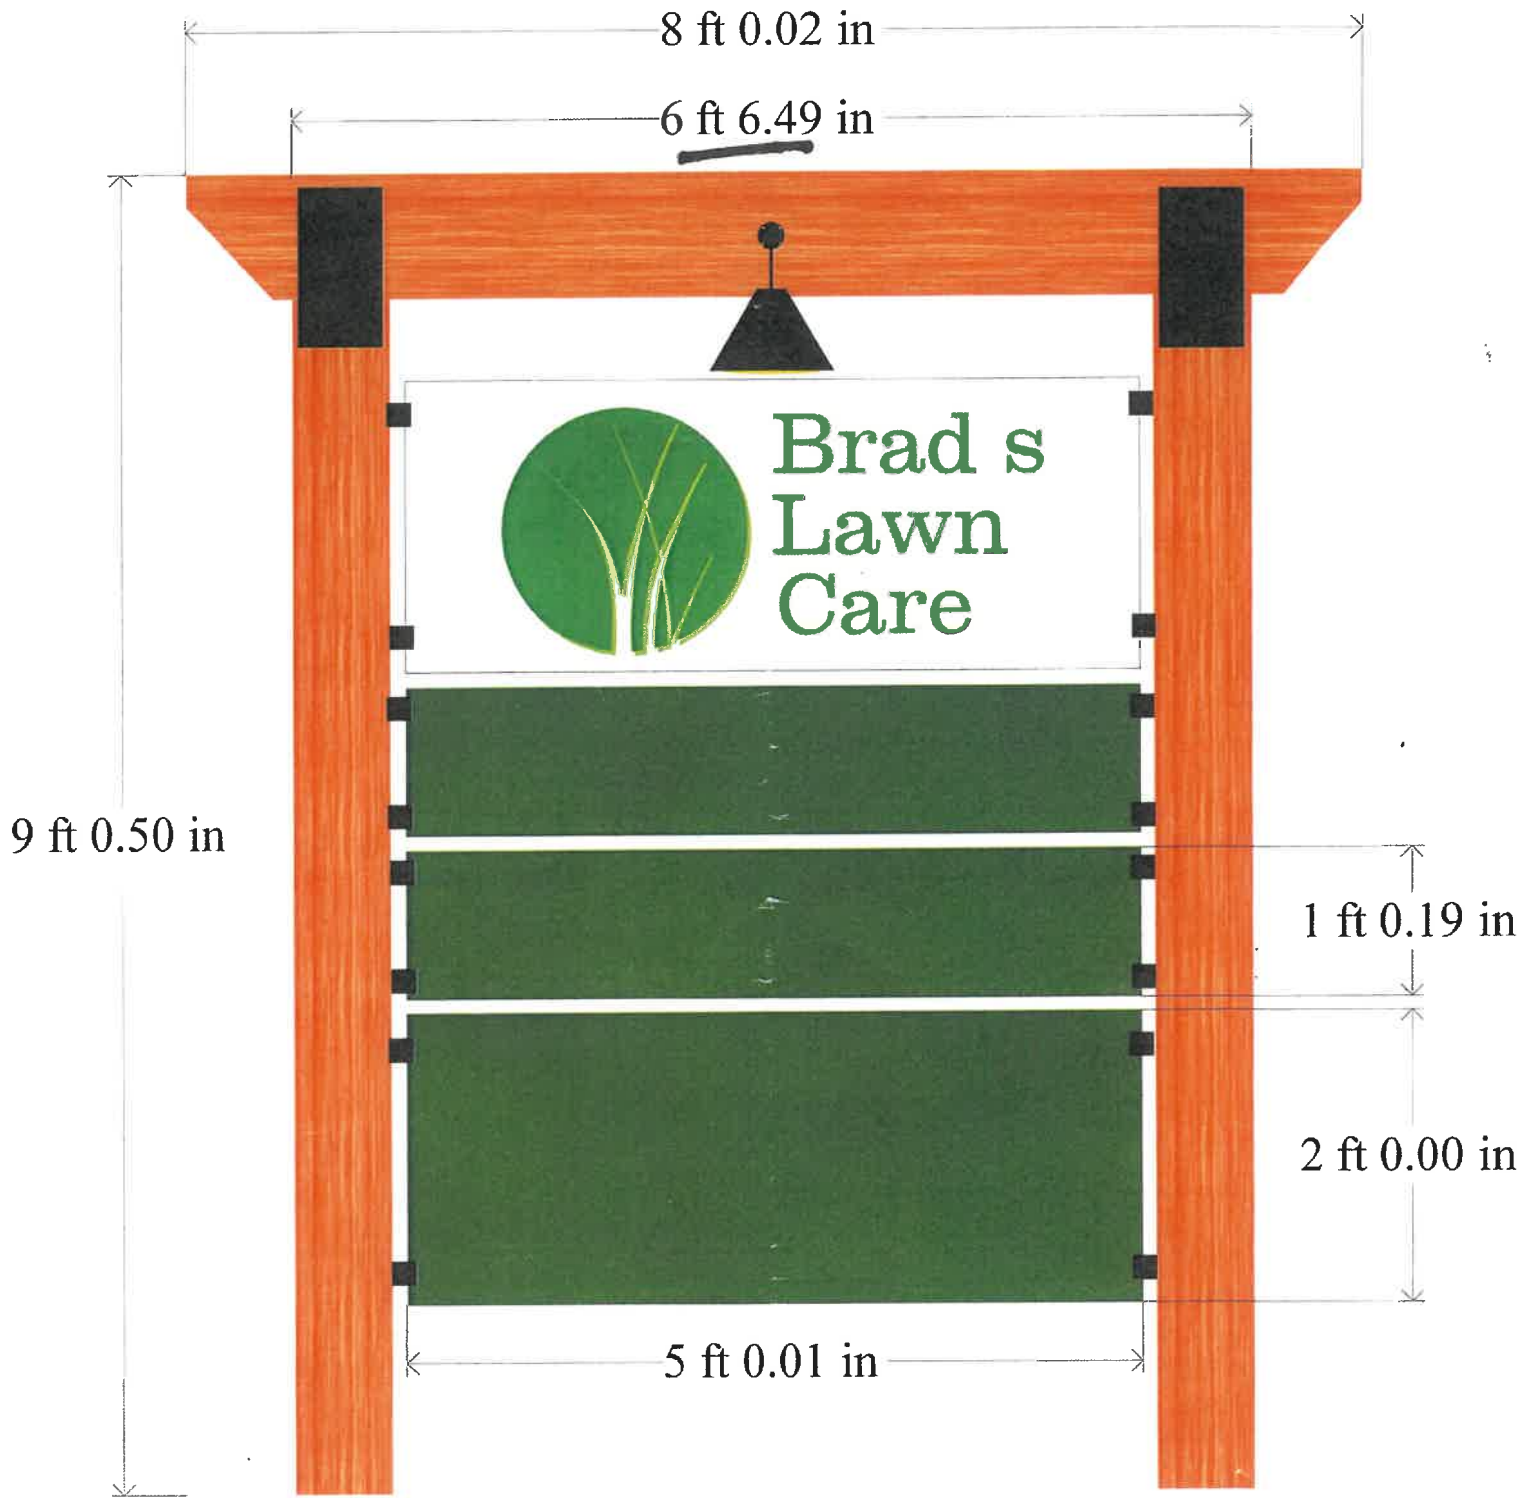 8 ft 0.02 in
6 ft 6.49 in
Brad s
Lawn
Care
9 ft 0.50 in
1 ft 0.19 in
2 ft 0.00 in
5 ft 0.01 in